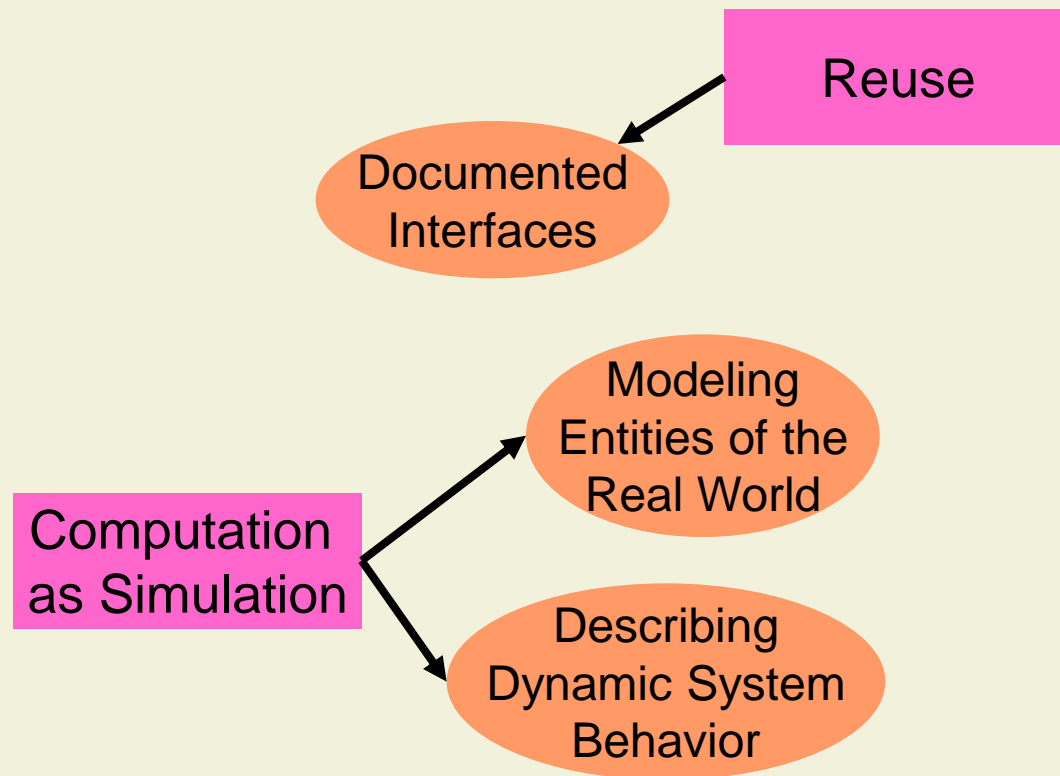 Reuse
Documented
Interfaces
Modeling
Entities of the
Real World
Computation
as Simulation
Describing
Dynamic System
Behavior